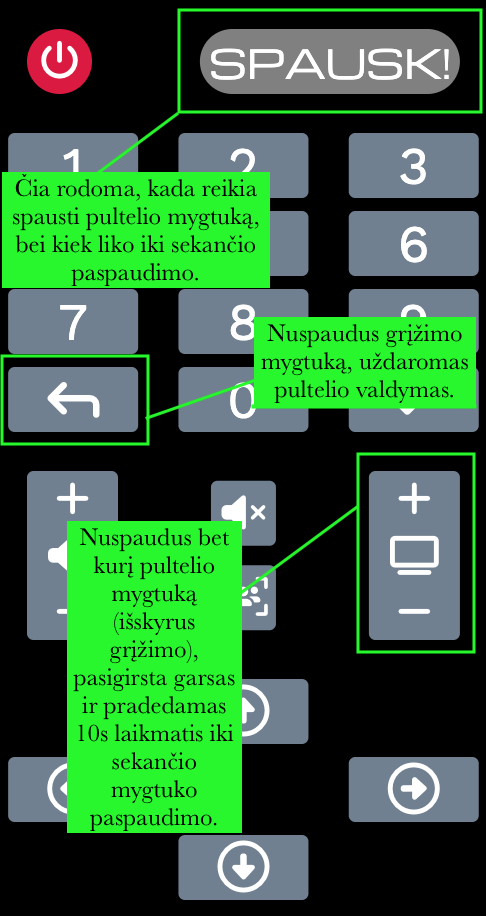 SPAUSK!
1
2
3
Čia rodoma, kada reikia
spausti pultelio mygtuką,
bei kiek liko iki sekančio
paspaudimo.
6
7
8
9
Nuspaudus grįžimo
mygtuką, uždaromas
pultelio valdymas.
0
Nuspaudus bet
kurį pultelio
mygtuką
(išskyrus
grįžimo),
pasigirsta garsas
ir pradedamas
10s laikmatis iki
sekančio
mygtuko
paspaudimo.